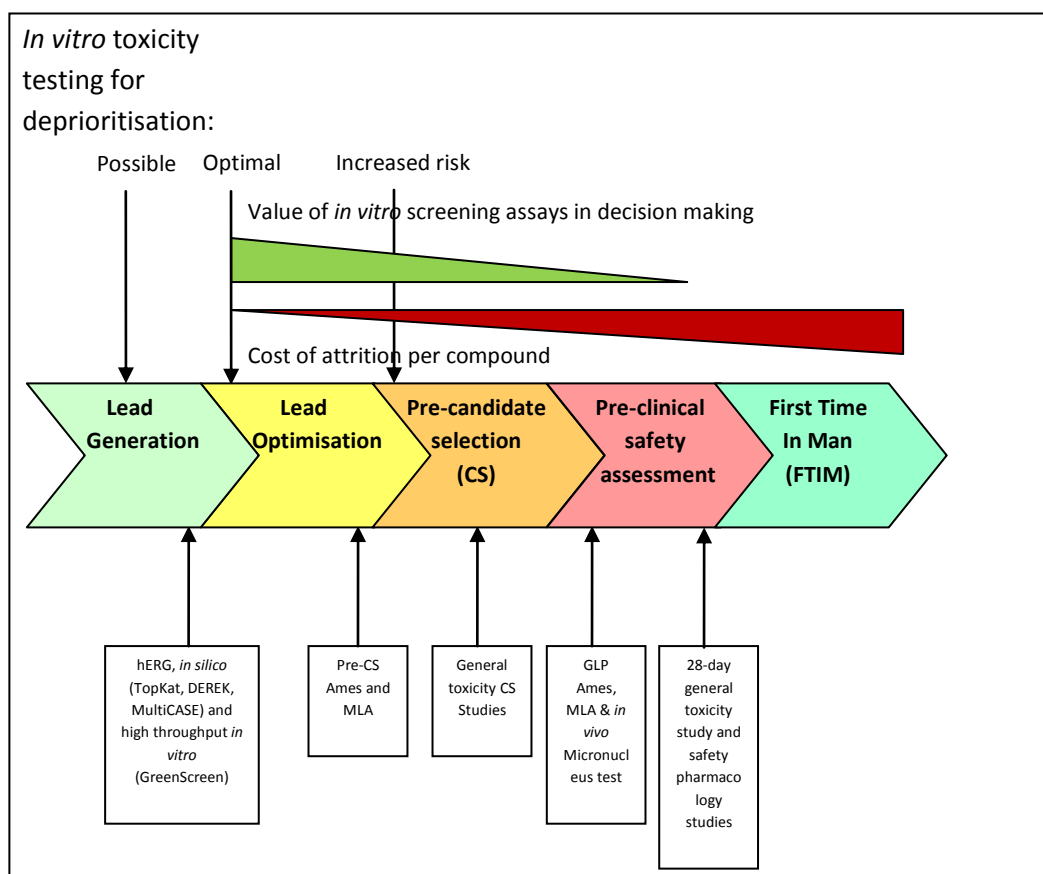 In vitro toxicity
testing for
deprioritisation:
Possible
Optimal
Increased risk
Value of in vitro screening assays in decision making
Cost of attrition per compound
Lead
Generation
Lead
Optimisation
Pre-candidate
selection
(CS)
Pre-clinical
safety
assessment
First Time
In Man
(FTIM)
hERG, in silico
(TopKat, DEREK,
MultiCASE) and
high throughput in
vitro
(GreenScreen)
Pre-CS
Ames and
MLA
General
toxicity CS
Studies
GLP
Ames,
MLA & in
vivo
Micronucl
eus test
28-day
general
toxicity
study and
safety
pharmaco
logy
studies